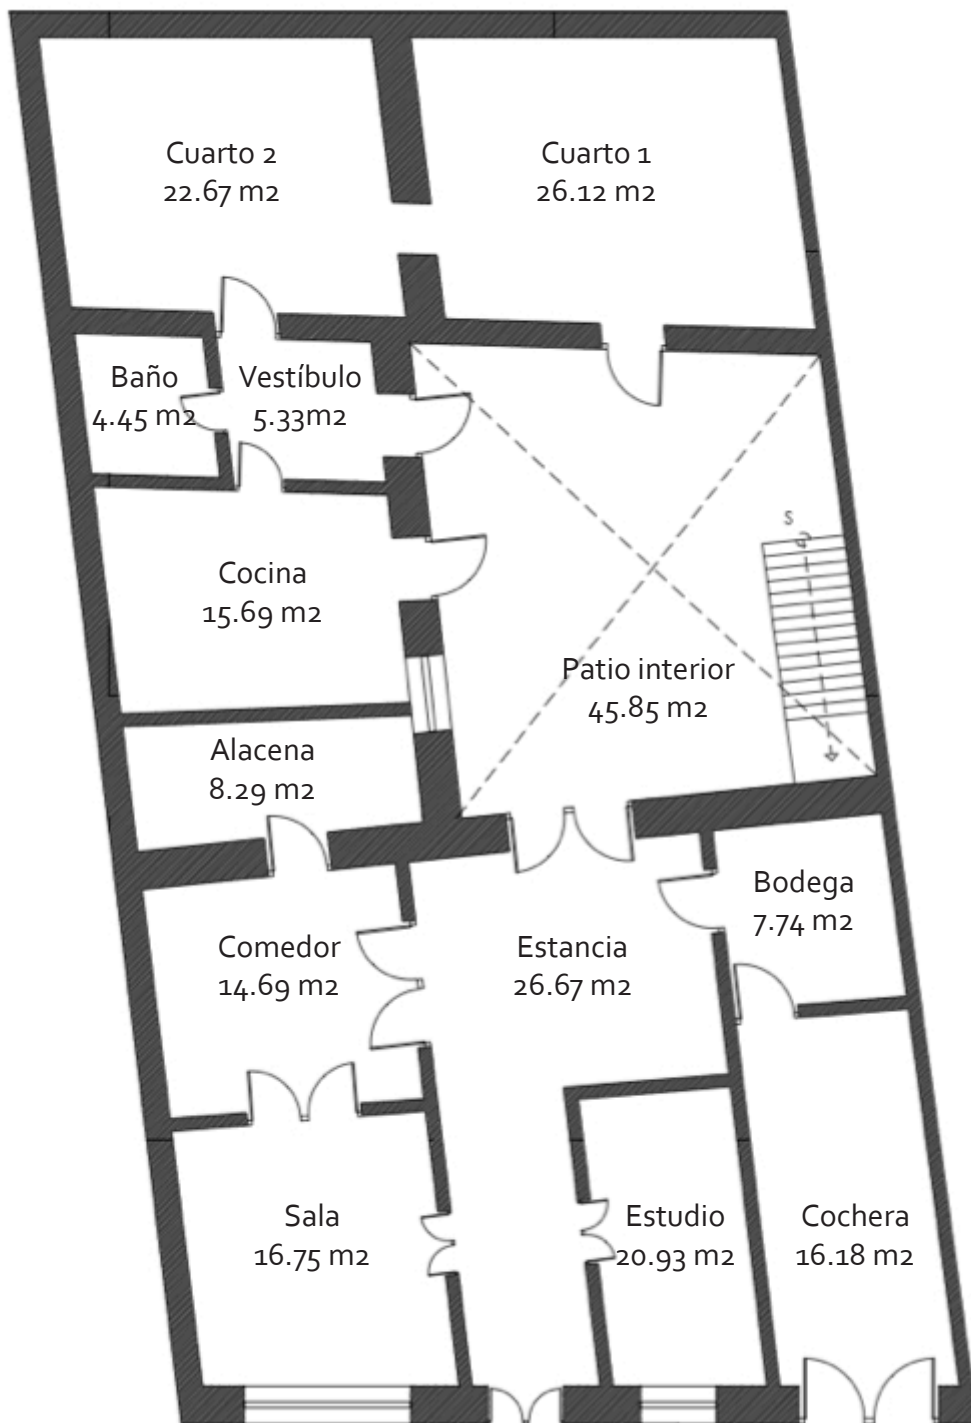 Cuarto 2
22.67 m2
Cuarto 1
26.12 m2
Baño
4.45 m2
Vestíbulo
5.33m2
S
Cocina
15.69 m2
Patio interior
45.85 m2
Alacena
8.29 m2
Bodega
7.74 m2
Comedor
14.69 m2
Estancia
26.67 m2
Sala
16.75 m2
Estudio
20.93 m2
Cochera
16.18 m2